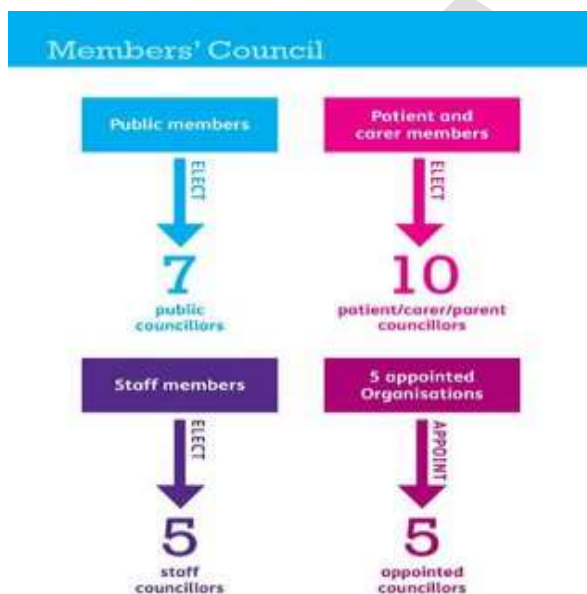 Members' Council
Public members
ELECT
7
public
councillors
Patient and
carer members
ELECT
10
patient/carer/parent
councillors
Staff members
ELECT
5
staff
councillors
5 appointed
Organisations
APPOINT
5
appointed
councillors